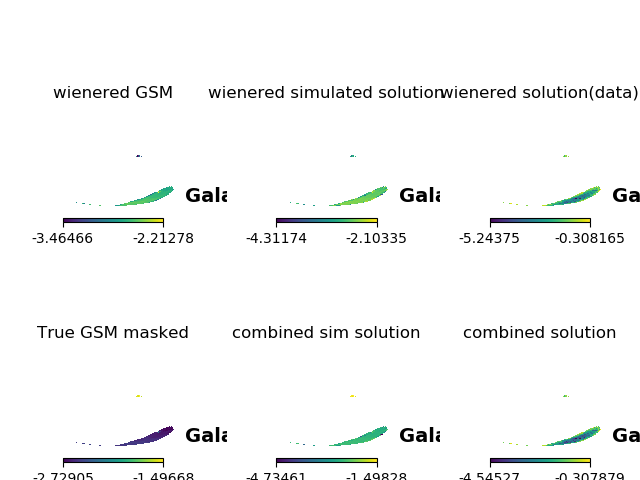 wienered GSM wienered simulated solution wienered solution(data)
Gala Gala Ga
-3.46466 -2.21278 -4.31174 -2.10335 -5.24375 -0.308165
True GSM masked combined sim solution combined solution
Gala Gala Ga
-2.72905 -1.49668 -4.73461 -1.49828 -4.54527 -0.307879